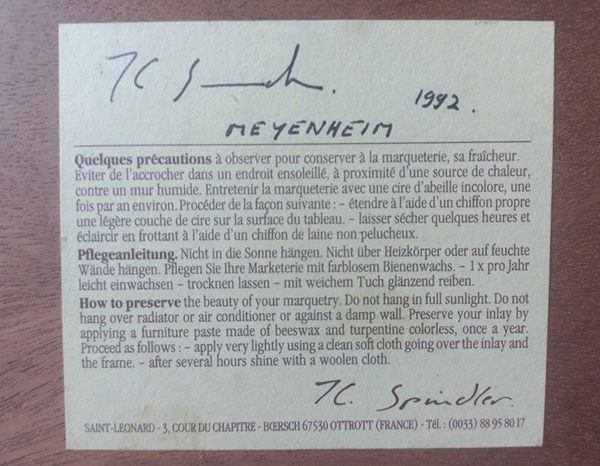 JC Spindler.
1992.
MEYENHEIM
Quelques précautions à observer pour conserver à la marqueterie, sa fraîcheur.
Eviter de l'accrocher dans un endroit ensoleillé, à proximité d'une source de chaleur,
contre un mur humide. Entretenir la marqueterie avec une cire d'abeille incolore, une
fois par an environ. Procéder de la façon suivante : – étendre à l'aide d'un chiffon propre
une légère couche de cire sur la surface du tableau. – laisser sécher quelques heures et
éclaircir en frottant à l'aide d'un chiffon de laine non pelucheux.
Pflegeanleitung. Nicht in die Sonne hängen. Nicht über Heizkörper oder auf feuchte
Wände hängen. Pflegen Sie Ihre Marketerie mit farblosem Bienenwachs. – 1 x pro Jahr
leicht einwachsen – trocknen lassen – mit weichem Tuch glänzend reiben.
How to preserve the beauty of your marquetry. Do not hang in full sunlight. Do not
hang over radiator or air conditioner or against a damp wall. Preserve your inlay by
applying a furniture paste made of beeswax and turpentine colorless, once a year.
Proceed as follows : – apply very lightly using a clean soft cloth going over the inlay and
the frame. – after several hours shine with a woolen cloth.
JC. Spindler.
SAINT-LEONARD - 3, COUR DU CHAPITRE - BŒRSCH 67530 OTTROTT (FRANCE) - Tél. : (0033) 88 95 80 17